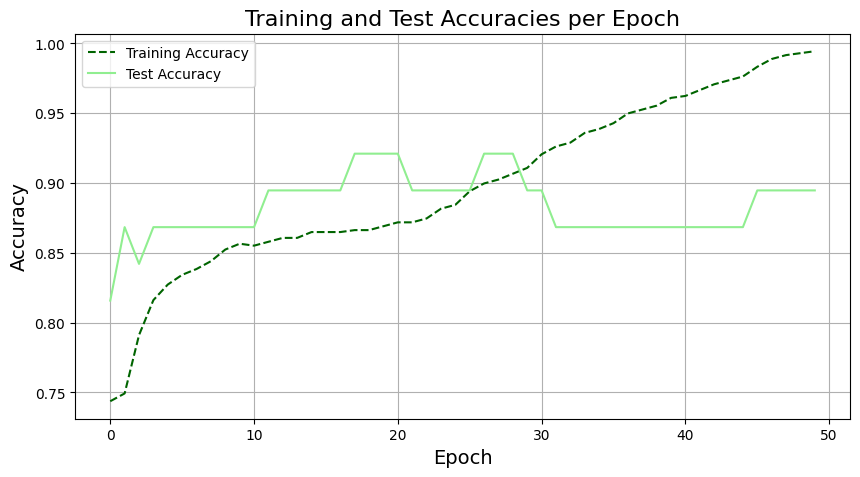 Training and Test Accuracies per Epoch
Training Accuracy
Test Accuracy
1.00
0.95
0.90
0.85
0.80
0.75
Accuracy
0 10 20 30 40 50
Epoch